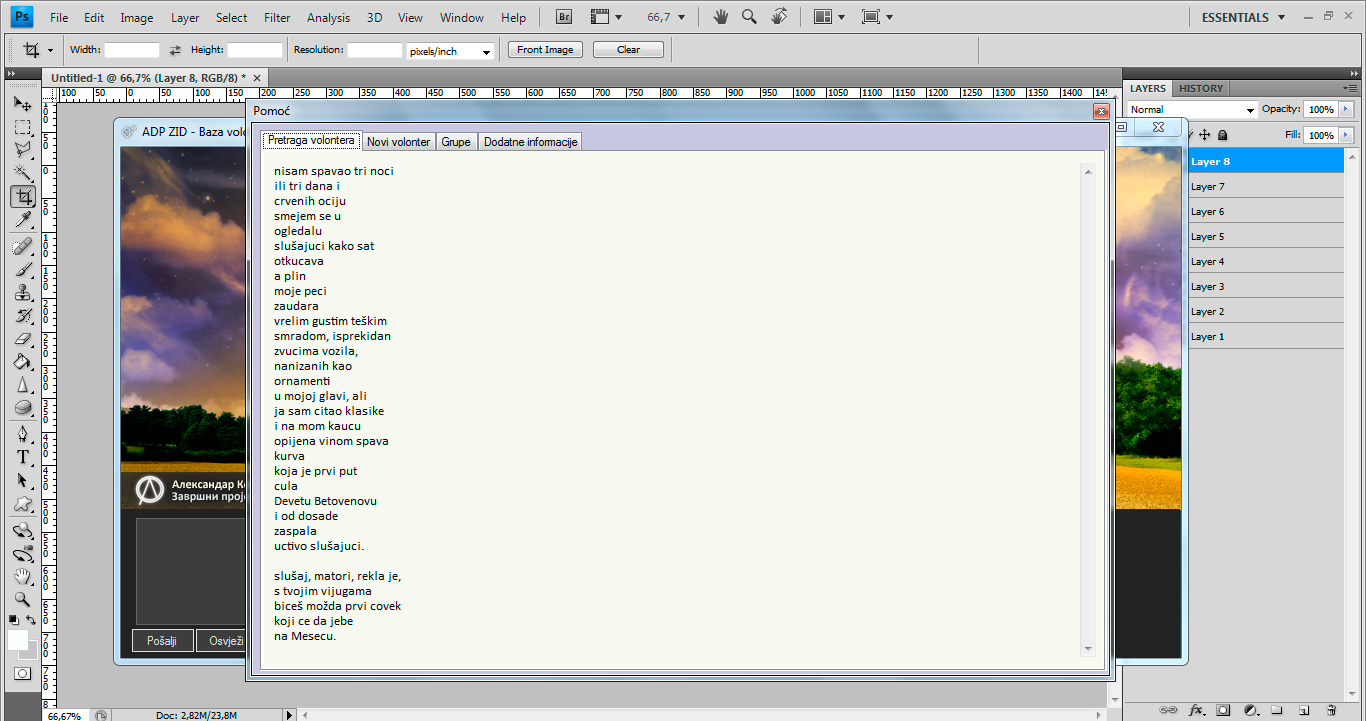 Ps File Edit Image Layer Select Filter Analysis 3D View Window Help Br 66,7 ESSENTIALS
Width: Height: Resolution: pixels/inch Front Image Clear
Untitled-1 @ 66,7% (Layer 8, RGB/8) *
100 50 0 50 100 150 200 250 300 350 400 450 500 550 600 650 700 750 800 850 900 950 1000 1050 1100 1150 1200 1250 1300 1350 1400 145
ADP ZID - Baza volo
Pomoć
Pretraga volontera Novi volonter Grupe Dodatne informacije
nisam spavao tri noci
ili tri dana i
crvenih ociju
smejem se u
ogledalu
slušajuci kako sat
otkucava
a plin
moje peci
zaudara
vrelim gustim teškim
smradom, isprekidan
zvucima vozila,
nanizanih kao
ornamenti
u mojoj glavi, ali
ja sam citao klasike
i na mom kaucu
opijena vinom spava
kurva
koja je prvi put
cula
Devetu Betovenovu
i od dosade
zaspala
uctivo slušajuci.
slušaj, matori, rekla je,
s tvojim vijugama
biceš možda prvi covek
koji ce da jebe
na Mesecu.
Александар К
Завршни прој
Pošalji Osvježi
LAYERS HISTORY
Normal Opacity: 100%
Fill: 100%
Layer 8
Layer 7
Layer 6
Layer 5
Layer 4
Layer 3
Layer 2
Layer 1
66,67% Doc: 2,82M/23,8M